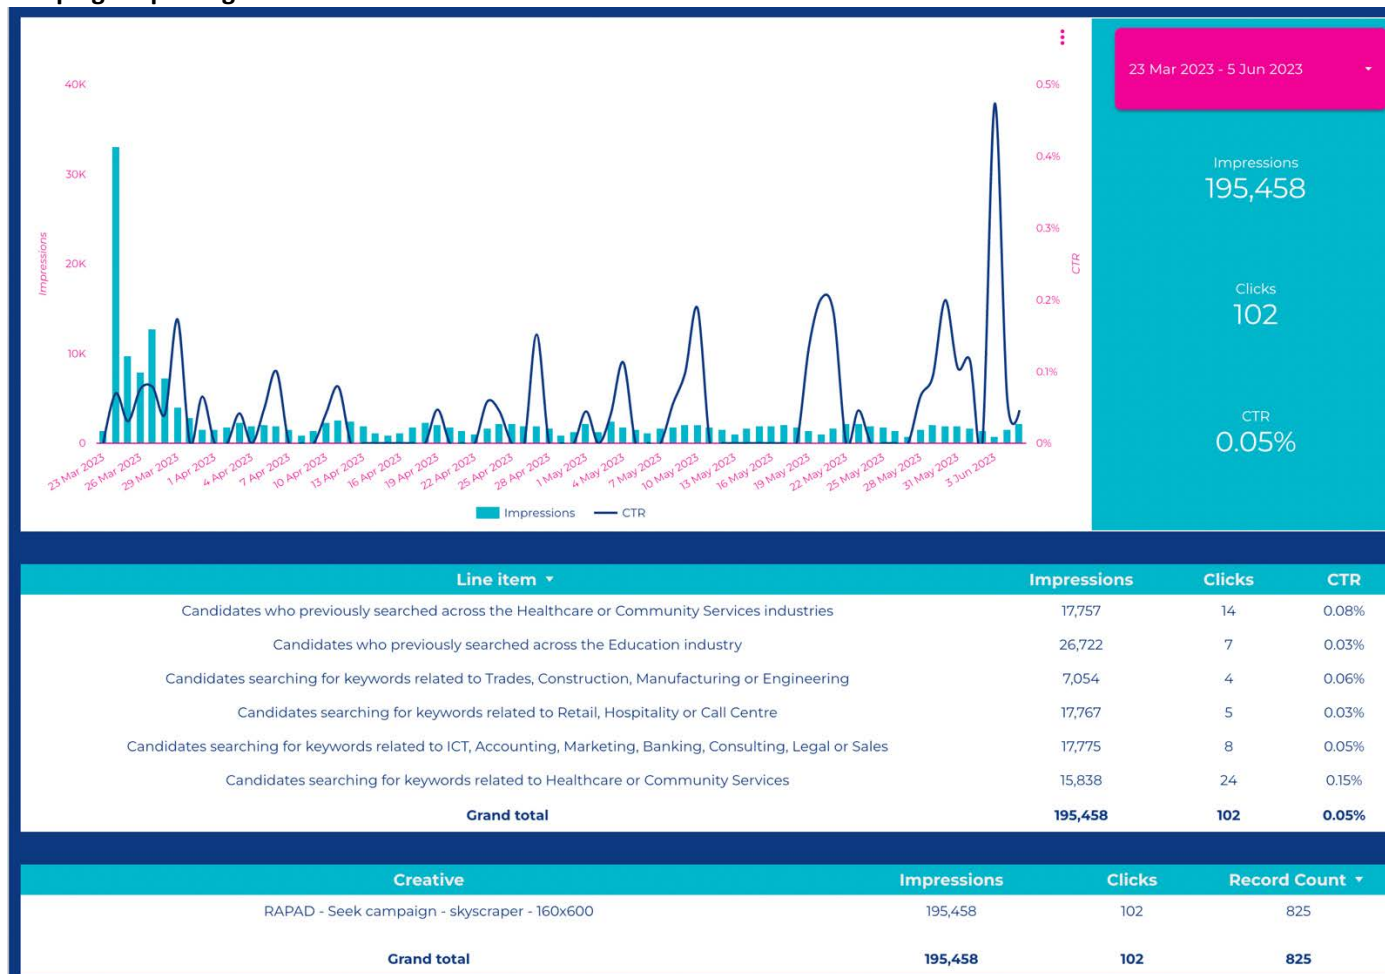 40K
30K
20K
10K
0
Impressions
0.5%
0.4%
0.3%
0.2%
0.1%
0%
CTR
23 Mar 2023
26 Mar 2023
29 Mar 2023
1 Apr 2023
4 Apr 2023
7 Apr 2023
10 Apr 2023
13 Apr 2023
16 Apr 2023
19 Apr 2023
22 Apr 2023
25 Apr 2023
28 Apr 2023
1 May 2023
4 May 2023
7 May 2023
10 May 2023
13 May 2023
16 May 2023
19 May 2023
22 May 2023
25 May 2023
28 May 2023
31 May 2023
3 Jun 2023
Impressions CTR
23 Mar 2023 - 5 Jun 2023
Impressions
195,458
Clicks
102
CTR
0.05%
Line item Impressions Clicks CTR
Candidates who previously searched across the Healthcare or Community Services industries 17,757 14 0.08%
Candidates who previously searched across the Education industry 26,722 7 0.03%
Candidates searching for keywords related to Trades, Construction, Manufacturing or Engineering 7,054 4 0.06%
Candidates searching for keywords related to Retail, Hospitality or Call Centre 17,767 5 0.03%
Candidates searching for keywords related to ICT, Accounting, Marketing, Banking, Consulting, Legal or Sales 17,775 8 0.05%
Candidates searching for keywords related to Healthcare or Community Services 15,838 24 0.15%
Grand total 195,458 102 0.05%
Creative Impressions Clicks Record Count
RAPAD - Seek campaign - skyscraper - 160x600 195,458 102 825
Grand total 195,458 102 825